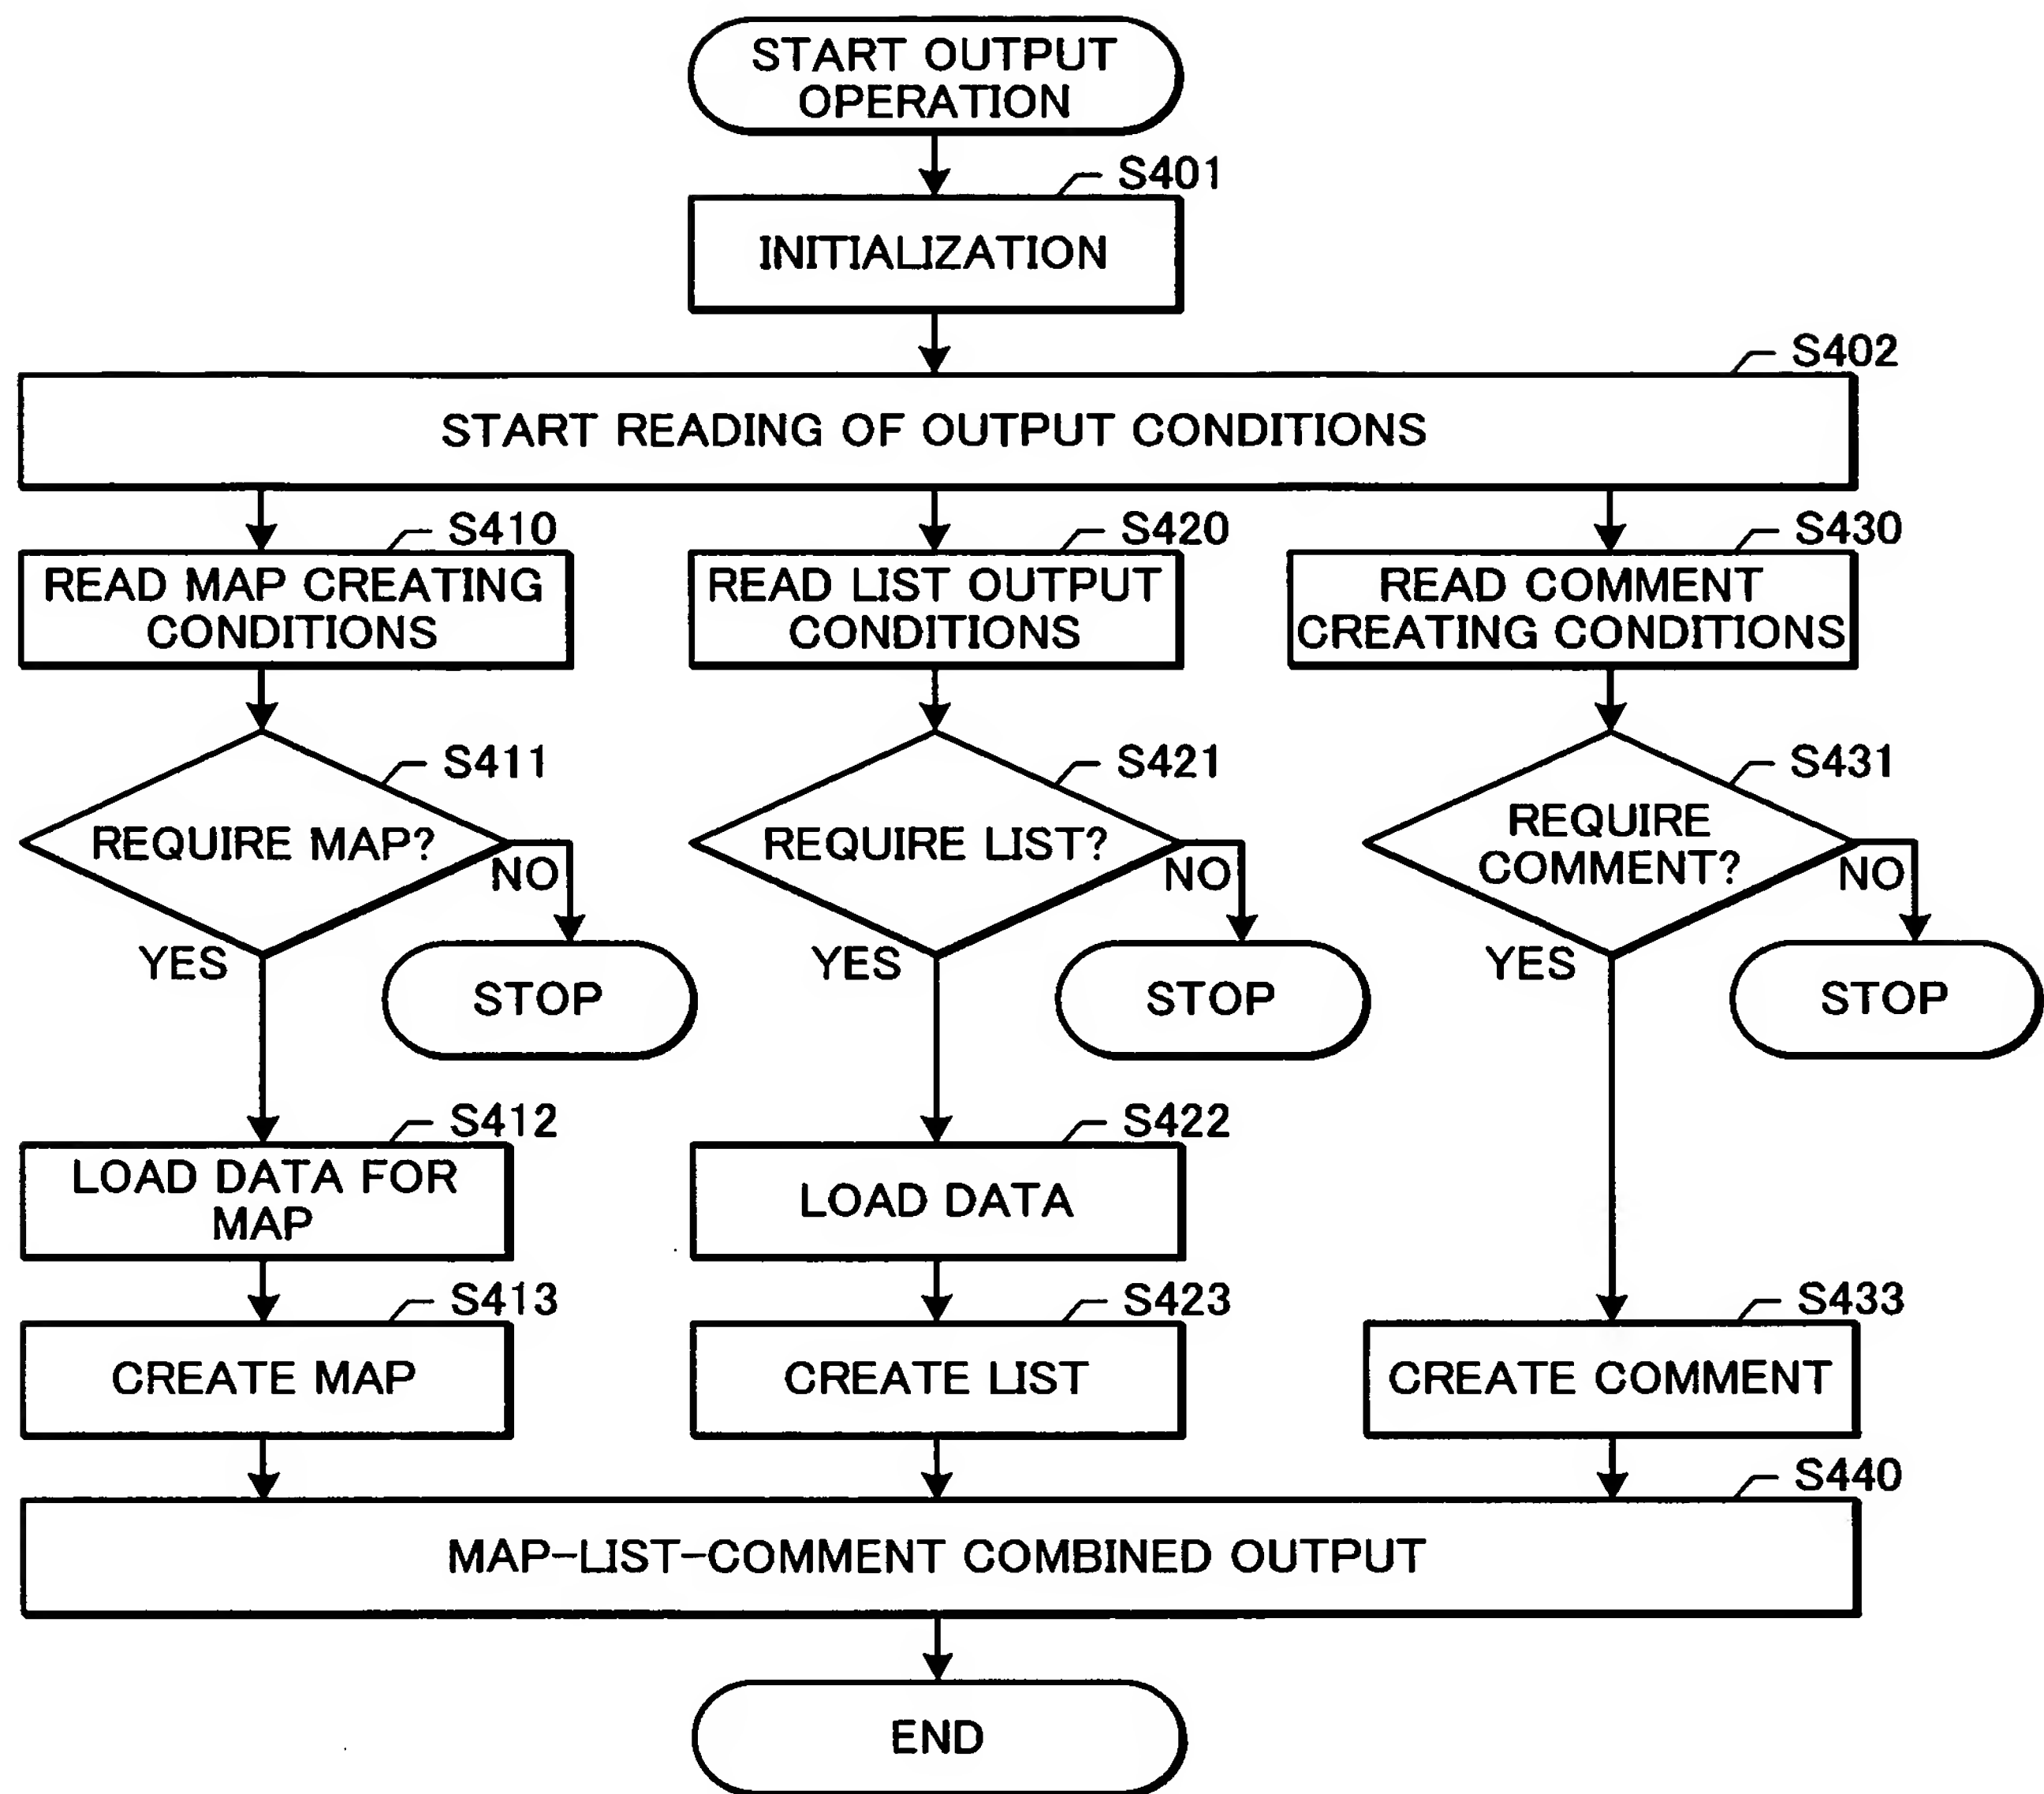 START OUTPUT
OPERATION
S401
INITIALIZATION
S402
START READING OF OUTPUT CONDITIONS
S410
READ MAP CREATING
CONDITIONS
S420
READ LIST OUTPUT
CONDITIONS
S430
READ COMMENT
CREATING CONDITIONS
S411
REQUIRE MAP?
NO
YES
STOP
S421
REQUIRE LIST?
NO
YES
STOP
S431
REQUIRE
COMMENT?
NO
YES
STOP
S412
LOAD DATA FOR
MAP
S422
LOAD DATA
S413
CREATE MAP
S423
CREATE LIST
S433
CREATE COMMENT
S440
MAP-LIST-COMMENT COMBINED OUTPUT
END